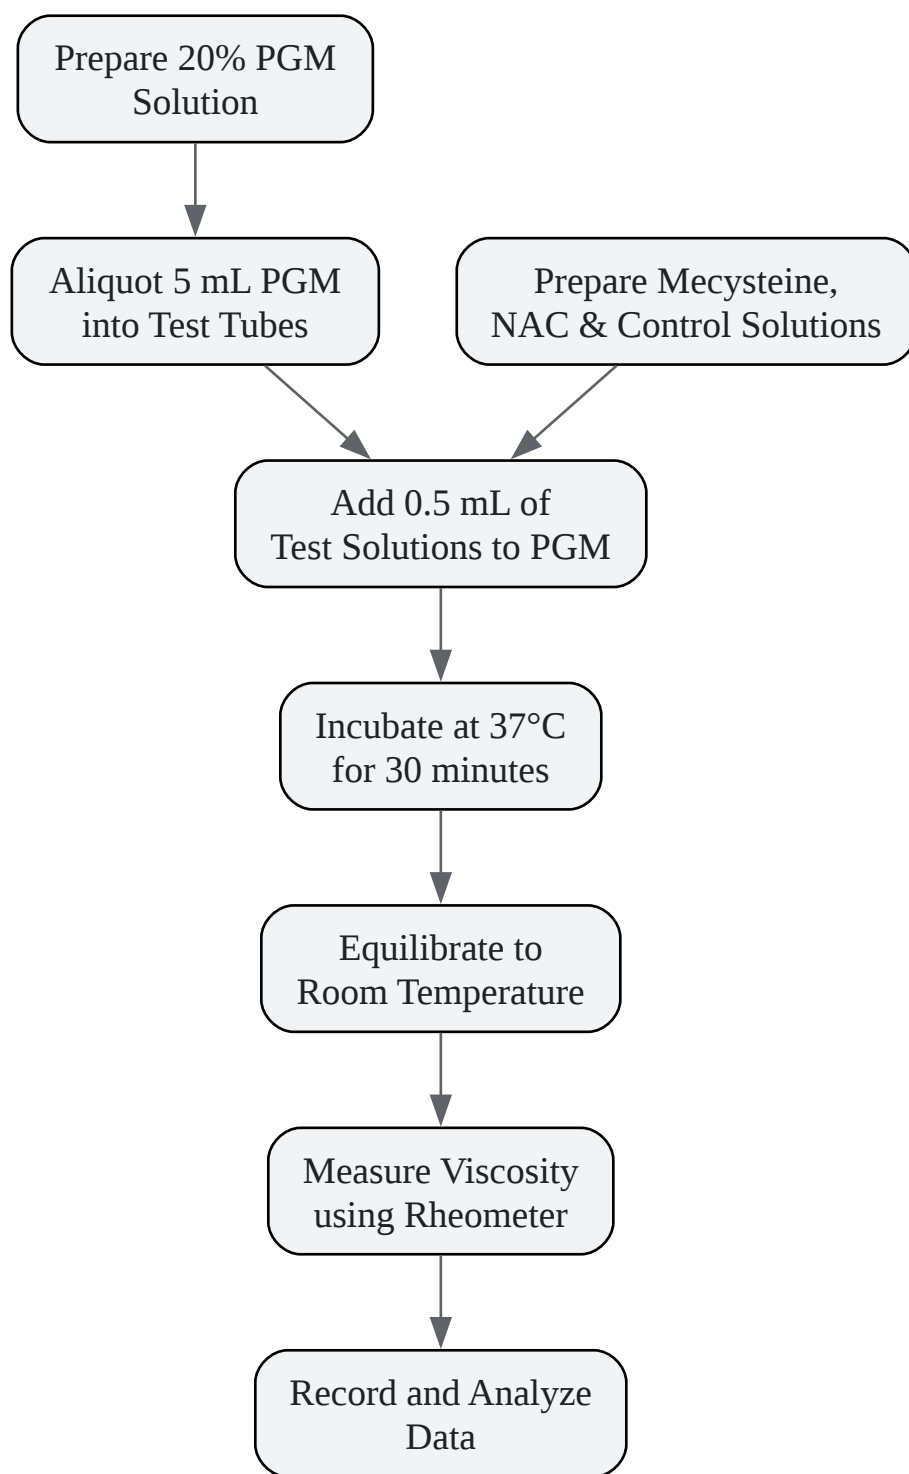 Prepare 20% PGM
Solution
Aliquot 5 mL PGM
into Test Tubes
Prepare Mecysteine,
NAC & Control Solutions
Add 0.5 mL of
Test Solutions to PGM
Incubate at 37°C
for 30 minutes
Equilibrate to
Room Temperature
Measure Viscosity
using Rheometer
Record and Analyze
Data